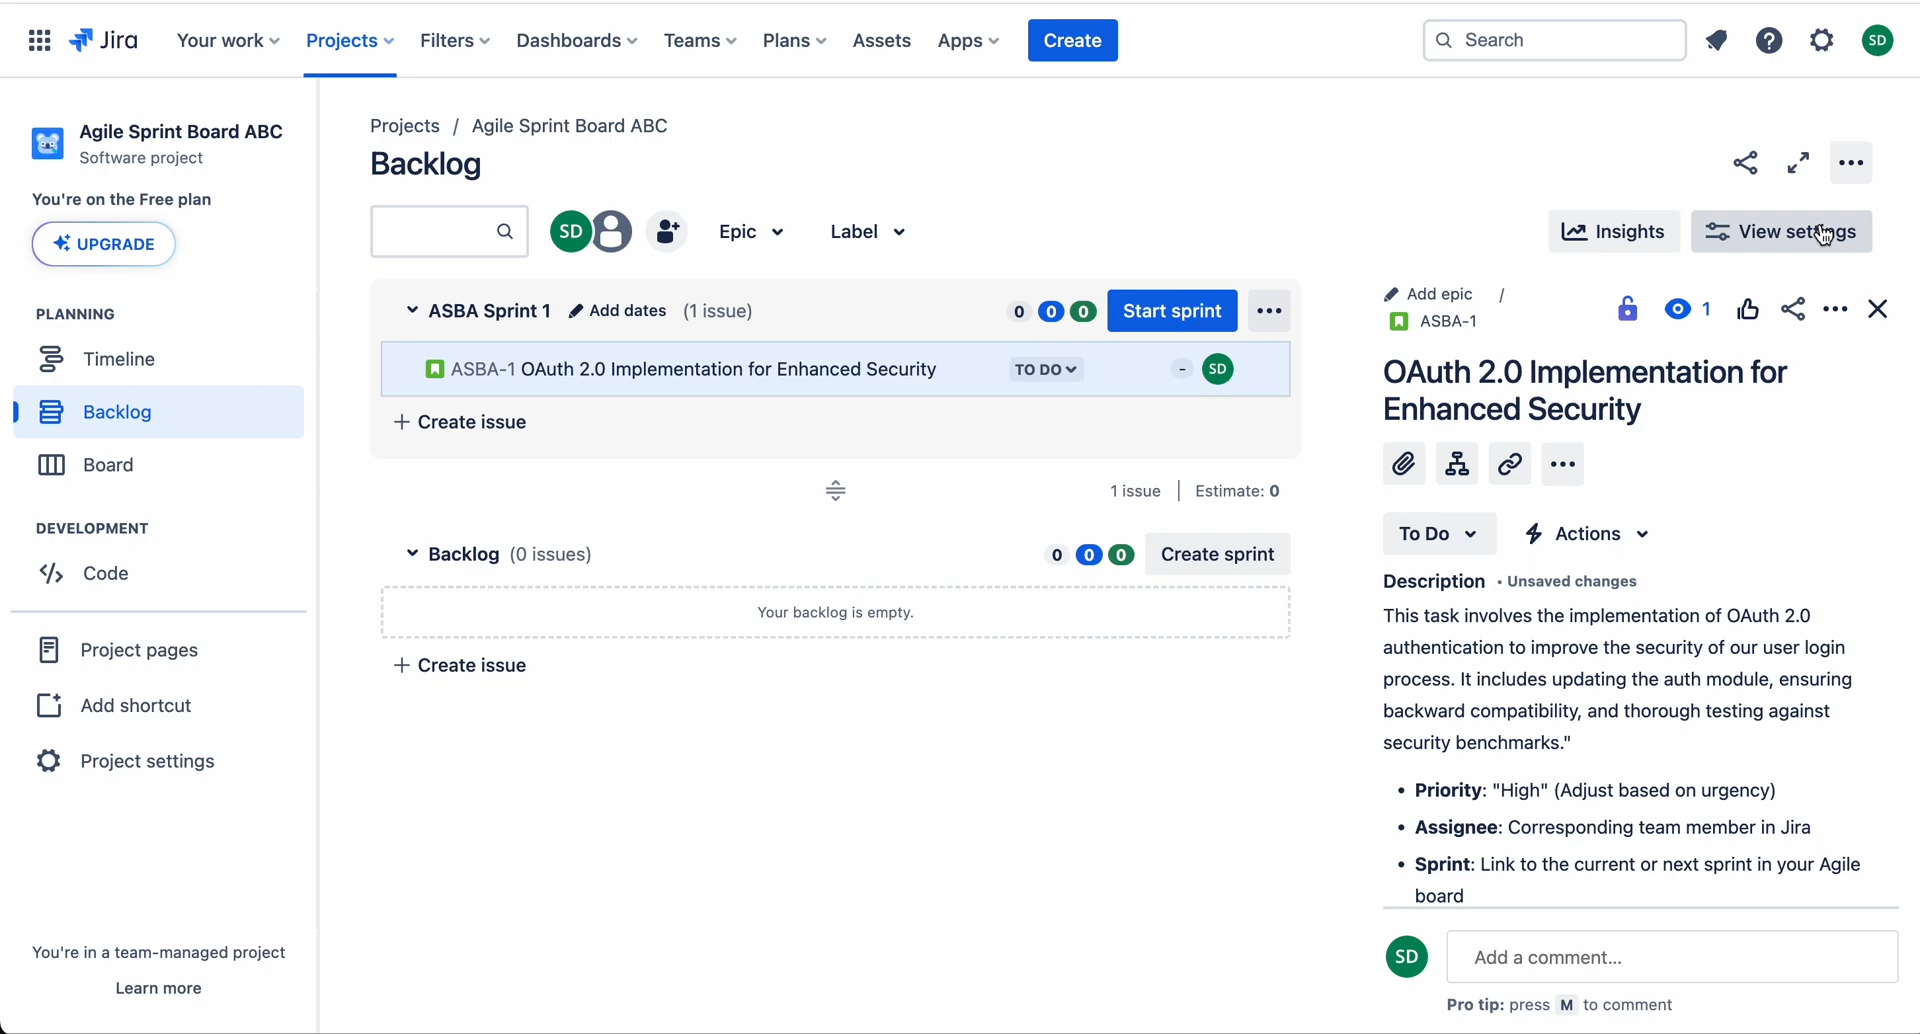 Jira
Your work
Projects
Filters
Dashboards
Teams
Plans
Assets
Apps
Create
Search
SD
Agile Sprint Board ABC
Software project
You're on the Free plan
UPGRADE
PLANNING
Timeline
Backlog
Board
DEVELOPMENT
Code
Project pages
Add shortcut
Project settings
You're in a team-managed project
Learn more
Projects / Agile Sprint Board ABC
Backlog
SD
Epic
Label
Insights
View settings
ASBA Sprint 1 Add dates (1 issue)
0 0 0
Start sprint
ASBA-1 OAuth 2.0 Implementation for Enhanced Security
TO DO
-
SD
+ Create issue
1 issue | Estimate: 0
Backlog (0 issues)
0 0 0
Create sprint
Your backlog is empty.
+ Create issue
Add epic /
ASBA-1
1
OAuth 2.0 Implementation for
Enhanced Security
To Do
Actions
Description • Unsaved changes
This task involves the implementation of OAuth 2.0
authentication to improve the security of our user login
process. It includes updating the auth module, ensuring
backward compatibility, and thorough testing against
security benchmarks."
• Priority: "High" (Adjust based on urgency)
• Assignee: Corresponding team member in Jira
• Sprint: Link to the current or next sprint in your Agile
board
SD
Add a comment...
Pro tip: press M to comment